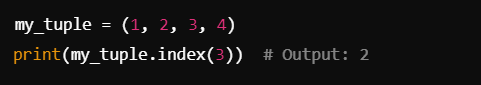 my_tuple = (1, 2, 3, 4)
print(my_tuple.index(3))  # Output: 2